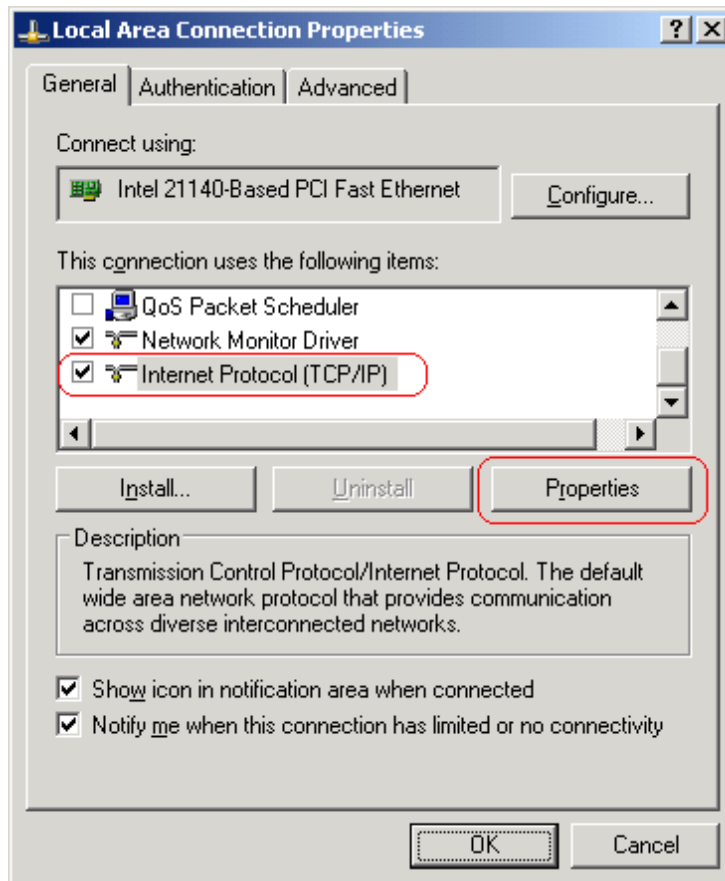 Local Area Connection Properties
General Authentication Advanced
Connect using:
Intel 21140-Based PCI Fast Ethernet
Configure...
This connection uses the following items:
QoS Packet Scheduler
Network Monitor Driver
Internet Protocol (TCP/IP)
Install... Uninstall Properties
Description
Transmission Control Protocol/Internet Protocol. The default
wide area network protocol that provides communication
across diverse interconnected networks.
Show icon in notification area when connected
Notify me when this connection has limited or no connectivity
OK Cancel